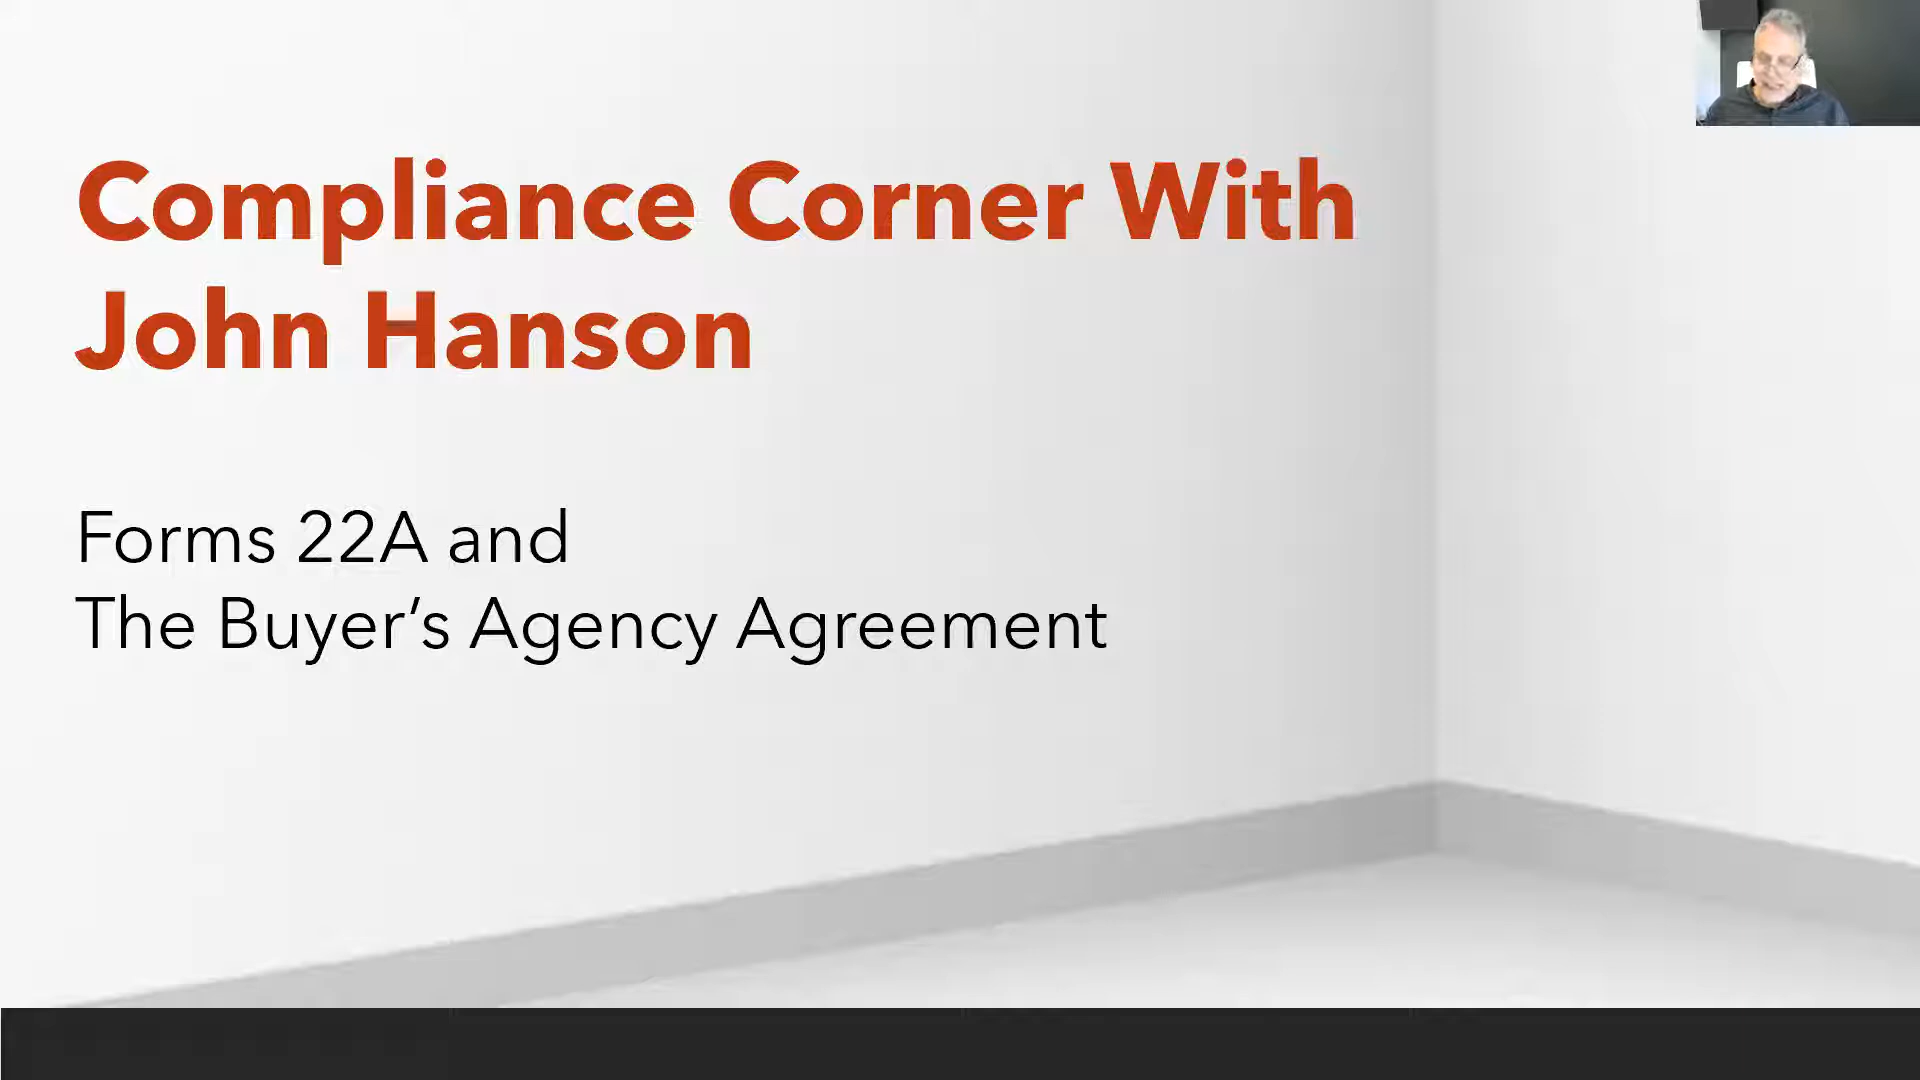 Compliance Corner With
John Hanson
Forms 22A and
The Buyer’s Agency Agreement